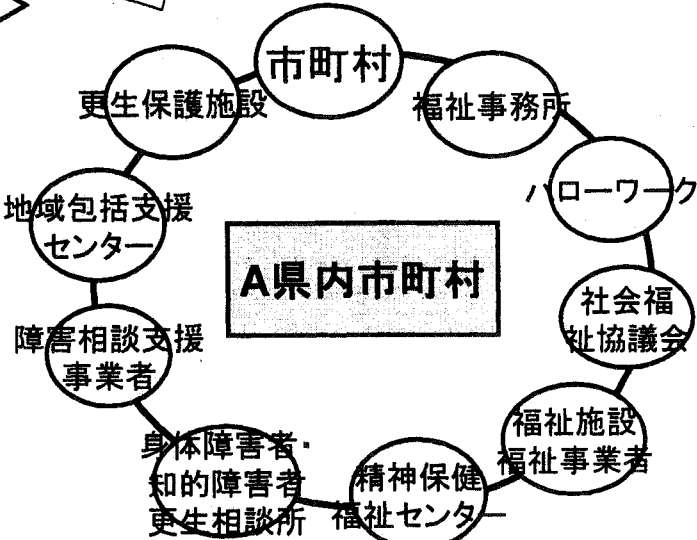 市町村
福祉事務所
ハローワーク
社会福
祉協議会
福祉施設
福祉事業者
精神保健
福祉センター
身体障害者・
知的障害者
更生相談所
障害相談支援
事業者
地域包括支援
センター
更生保護施設
A県内市町村